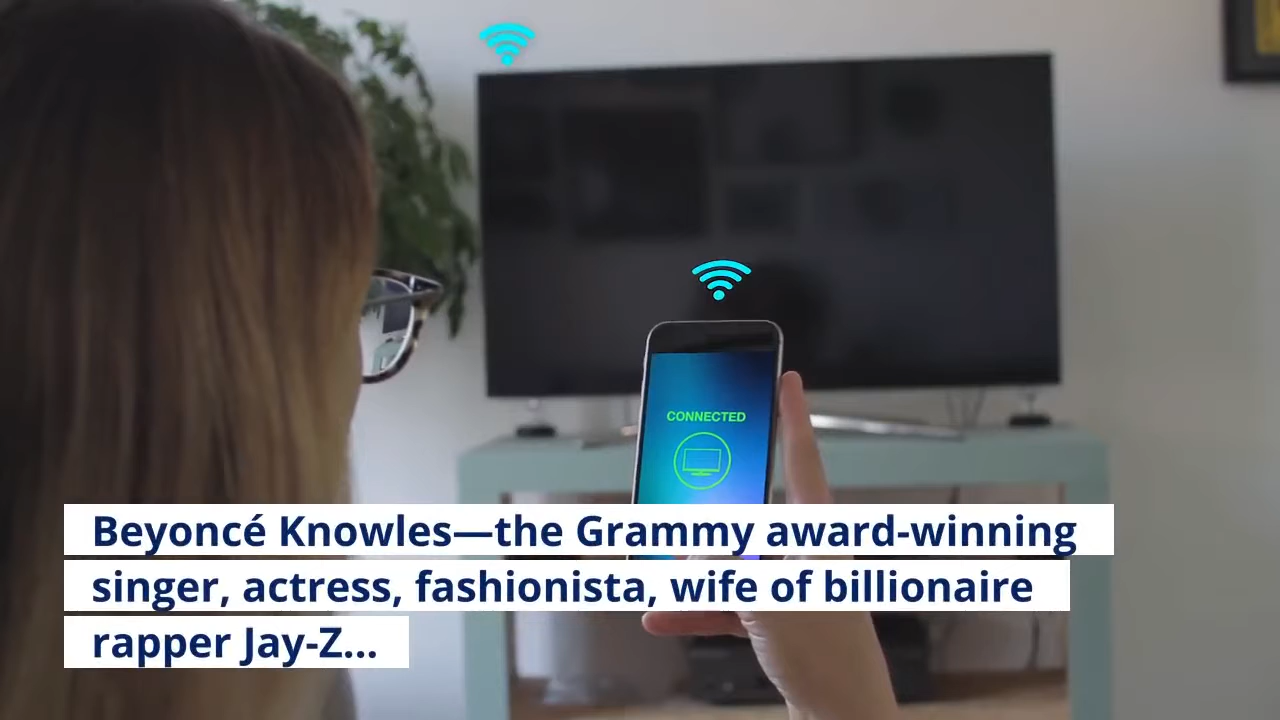 CONNECTED
Beyoncé Knowles—the Grammy award-winning
singer, actress, fashionista, wife of billionaire
rapper Jay-Z...